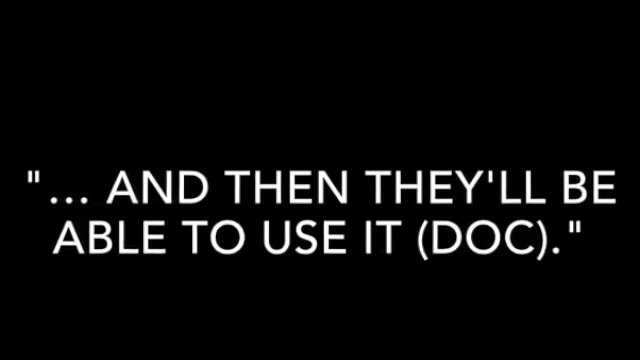 "... AND THEN THEY'LL BE
ABLE TO USE IT (DOC)."